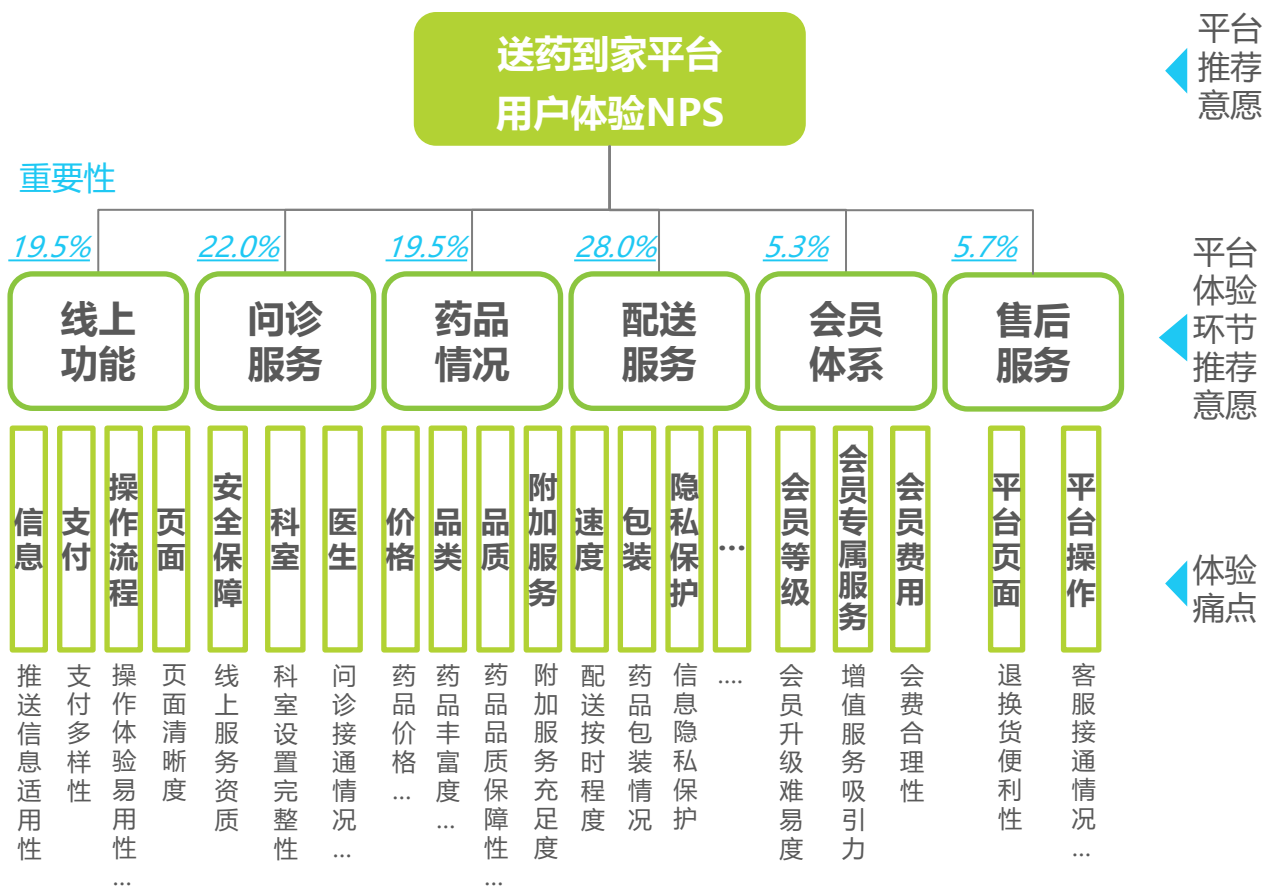 送药到家平台
用户体验NPS
平台
推荐
意愿
重要性
19.5%
22.0%
19.5%
28.0%
5.3%
5.7%
线上
功能
问诊
服务
药品
情况
配送
服务
会员
体系
售后
服务
平台
体验
环节
推荐
意愿
信息
支付
操作流程
页面
安全保障
科室
医生
价格
品类
品质
附加服务
速度
包装
隐私保护
...
会员等级
会员专属服务
会员费用
平台页面
平台操作
体验
痛点
推送信息适用性
支付多样性
操作体验易用性...
页面清晰度
线上服务资质
科室设置完整性
问诊接通情况...
药品价格...
药品丰富度...
药品品质保障性...
附加服务充足度
配送按时程度
药品包装情况
信息隐私保护
....
会员升级难易度
增值服务吸引力
会费合理性
退换货便利性
客服接通情况...